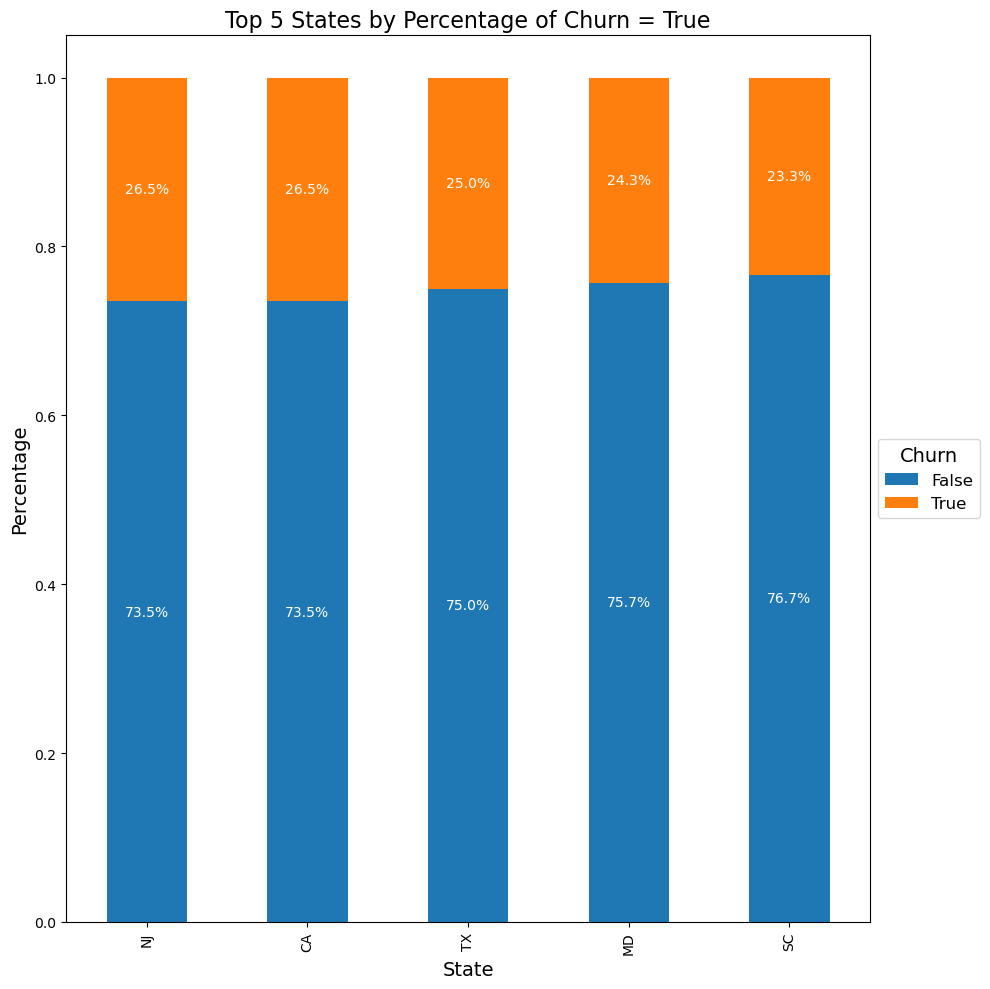 Top 5 States by Percentage of Churn = True
Percentage
1.0
0.8
0.6
0.4
0.2
0.0
26.5%
26.5%
25.0%
24.3%
23.3%
73.5%
73.5%
75.0%
75.7%
76.7%
NJ
CA
TX
MD
SC
State
Churn
False
True